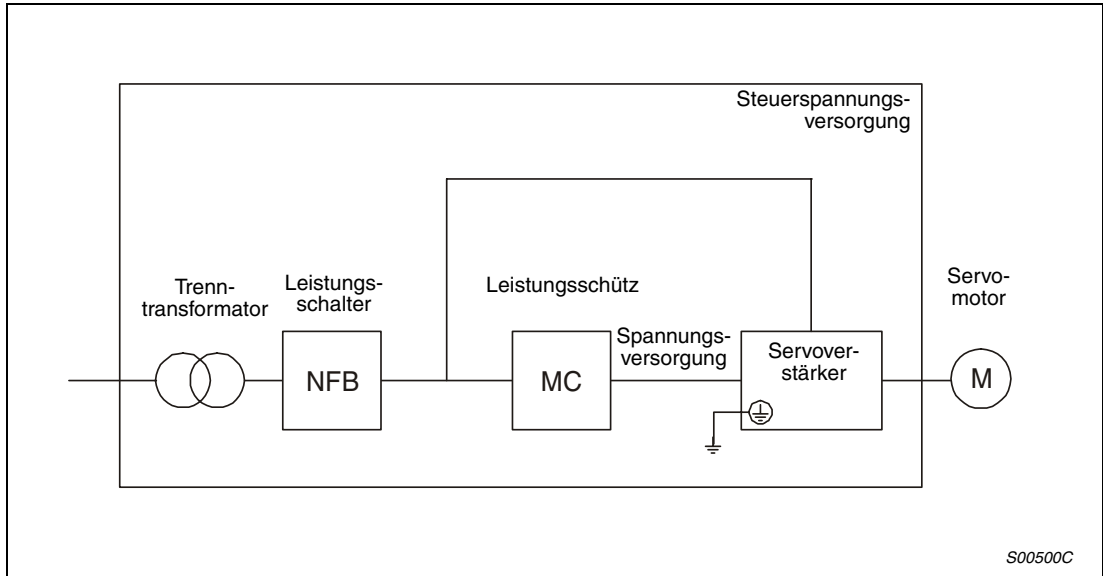 Steuerspannungs-
versorgung
Trenn-
transformator
Leistungs-
schalter
Leistungsschütz
Servo-
motor
Spannungs-
versorgung
Servover-
stärker
NFB
MC
M
S00500C